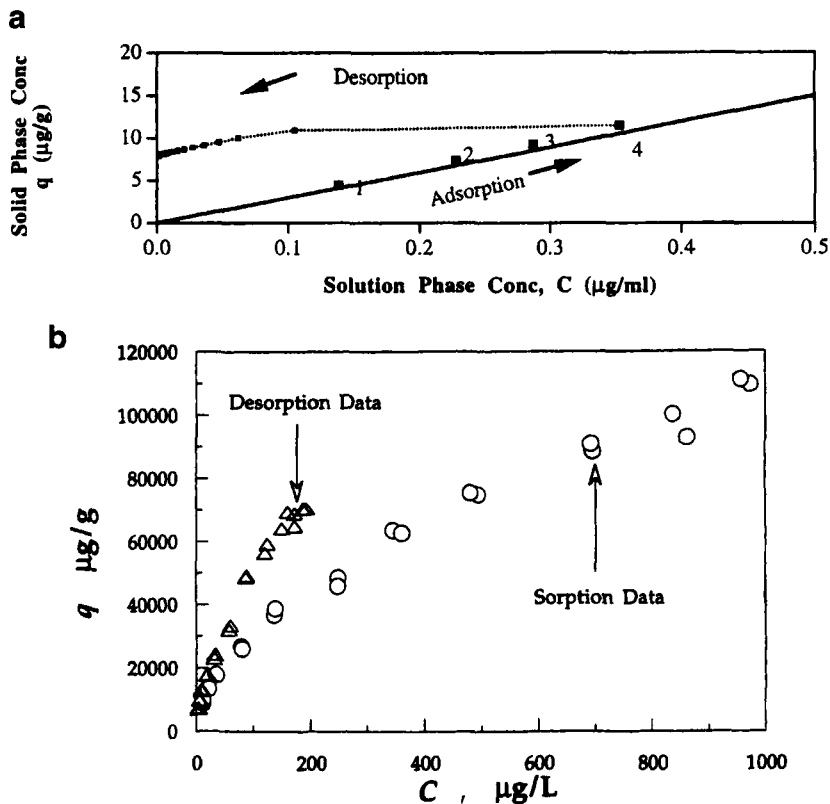 a
Solid Phase Conc
q (µg/g)
20
15
10
5
0
Desorption
1
2
3
4
Adsorption
0.0
0.1
0.2
0.3
0.4
0.5
Solution Phase Conc, C (µg/ml)
b
q µg/g
120000
100000
80000
60000
40000
20000
0
Desorption Data
Sorption Data
0
200
400
600
800
1000
C , µg/L